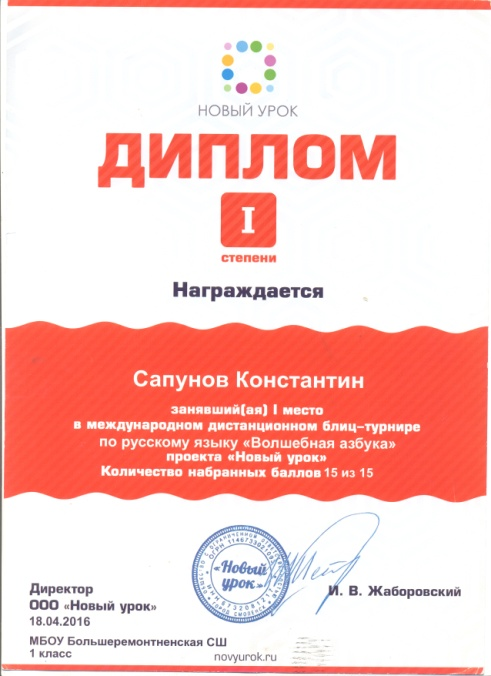 НОВЫЙ УРОК
ДИПЛОМ
I
степени
Награждается
Сапунов Константин
занявший(ая) I место
в международном дистанционном блиц-турнире
по русскому языку «Волшебная азбука»
проекта «Новый урок»
Количество набранных баллов 15 из 15
«Новый
урок»
Директор
ООО «Новый урок»
18.04.2016
И. В. Жаборовский
МБОУ Большеремонтненская СШ
1 класс
novyurok.ru